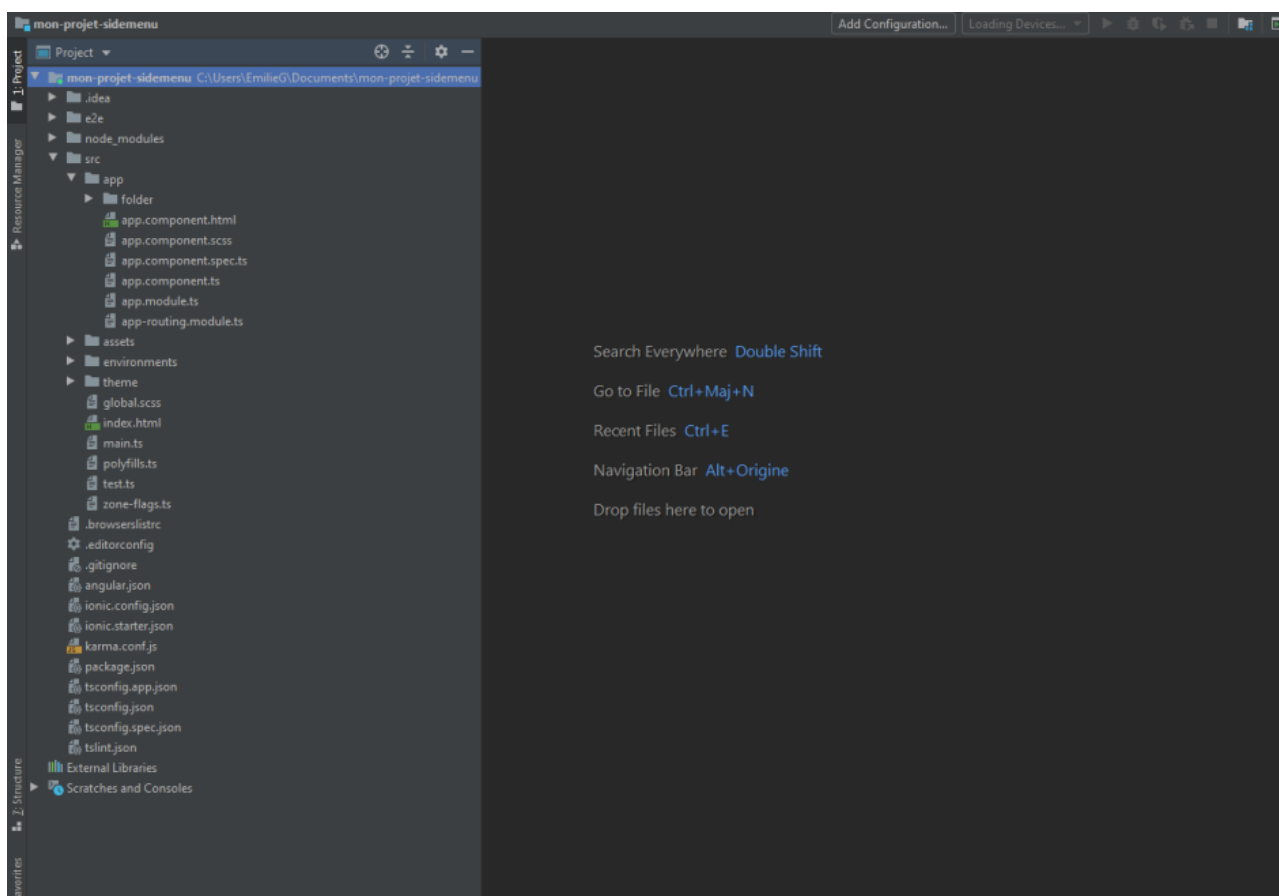 mon-projet-sidemenu
Add Configuration...
Loading Devices...
Project
1: Project
Resource Manager
mon-projet-sidemenu C:\Users\EmilieG\Documents\mon-projet-sidemenu
.idea
e2e
node_modules
src
app
folder
app.component.html
app.component.scss
app.component.spec.ts
app.component.ts
app.module.ts
app-routing.module.ts
assets
environments
theme
global.scss
index.html
main.ts
polyfills.ts
test.ts
zone-flags.ts
.browserslistrc
.editorconfig
.gitignore
angular.json
ionic.config.json
ionic.starter.json
karma.conf.js
package.json
tsconfig.app.json
tsconfig.json
tsconfig.spec.json
tslint.json
External Libraries
Scratches and Consoles
7: Structure
avorites
Search Everywhere Double Shift
Go to File Ctrl+Maj+N
Recent Files Ctrl+E
Navigation Bar Alt+Origine
Drop files here to open